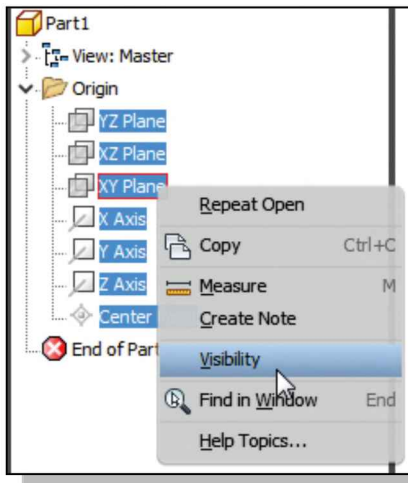 Part1
View: Master
Origin
YZ Plane
XZ Plane
XY Plane
X Axis
Y Axis
Z Axis
Center
End of Part
Repeat Open
Copy Ctrl+C
Measure M
Create Note
Visibility
Find in Window End
Help Topics...